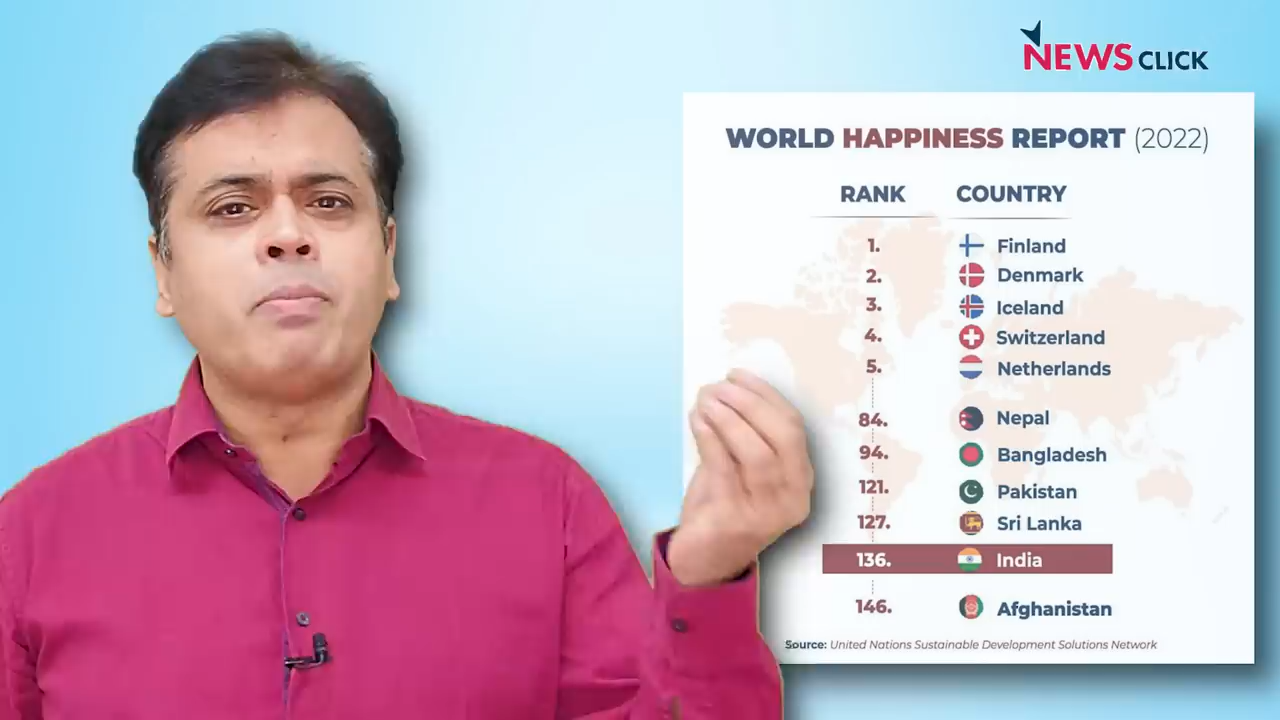 NEWS CLICK
WORLD HAPPINESS REPORT (2022)
RANK COUNTRY
1. Finland
2. Denmark
3. Iceland
4. Switzerland
5. Netherlands
84. Nepal
94. Bangladesh
121. Pakistan
127. Sri Lanka
136. India
146. Afghanistan
Source: United Nations Sustainable Development Solutions Network